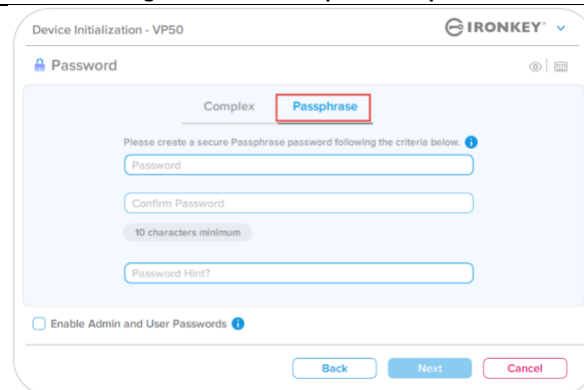 Device Initialization - VP50
IRONKEY™
Password
Complex
Passphrase
Please create a secure Passphrase password following the criteria below.
Password
Confirm Password
10 characters minimum
Password Hint?
Enable Admin and User Passwords
Back
Next
Cancel